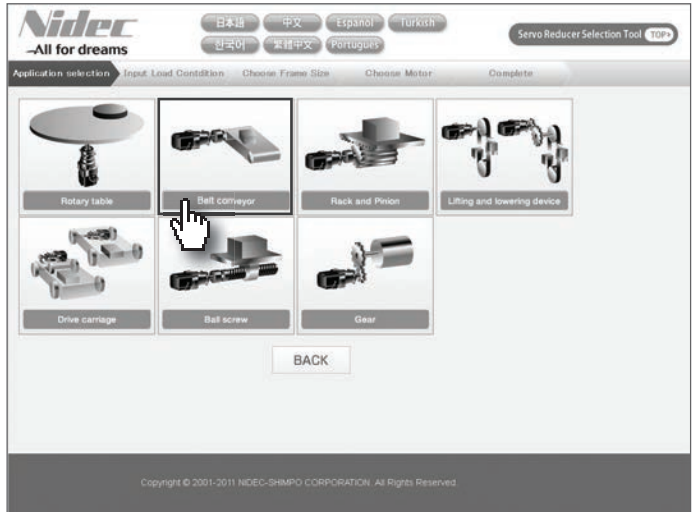 Nidec
-All for dreams
日本語 中文 Espanol Turkish
한국어 繁體中文 Portugues
Servo Reducer Selection Tool TOP
Application selection Input Load Contdition Choose Frame Size Choose Motor Complete
Rotary table Belt conveyor Rack and Pinion Lifting and lowering device
Drive carriage Ball screw Gear
BACK
Copyright © 2001-2011 NIDEC-SHIMPO CORPORATION. All Rights Reserved.